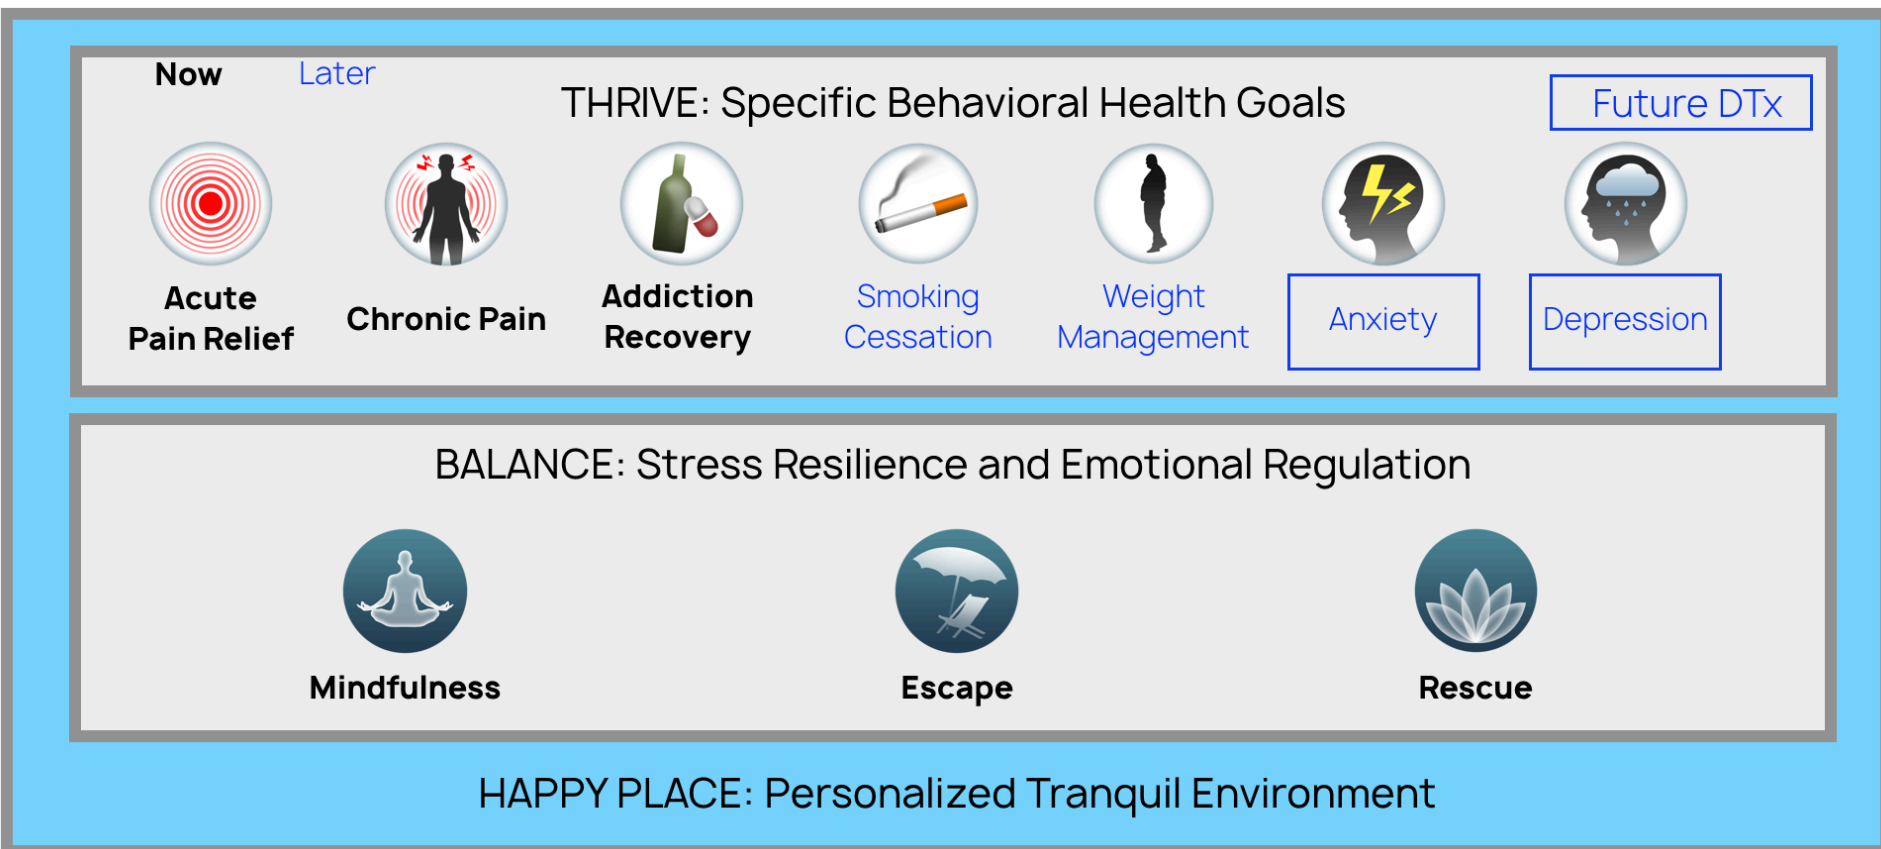 Now Later
THRIVE: Specific Behavioral Health Goals
Future DTx
Acute
Pain Relief
Chronic Pain
Addiction
Recovery
Smoking
Cessation
Weight
Management
Anxiety
Depression
BALANCE: Stress Resilience and Emotional Regulation
Mindfulness
Escape
Rescue
HAPPY PLACE: Personalized Tranquil Environment